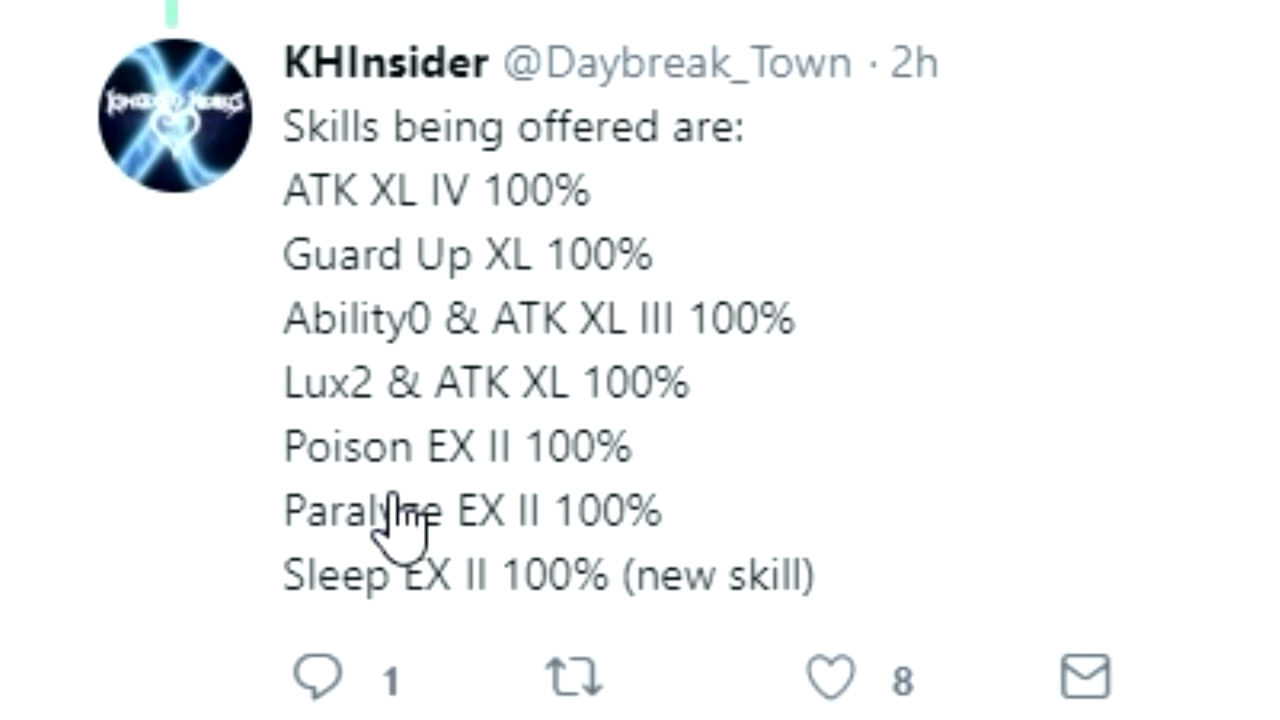 KHInsider @Daybreak_Town · 2h
Skills being offered are:
ATK XL IV 100%
Guard Up XL 100%
Ability0 & ATK XL III 100%
Lux2 & ATK XL 100%
Poison EX II 100%
EX II 100%
Sleep EX II 100% (new skill)
1 8